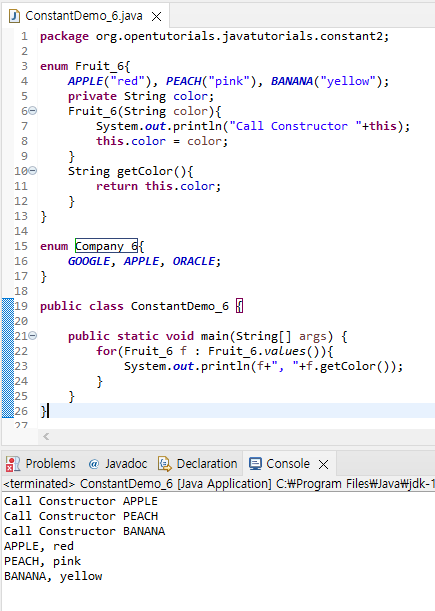 ConstantDemo_6.java
1 package org.opentutorials.javatutorials.constant2;
2
3 enum Fruit_6{
4 APPLE("red"), PEACH("pink"), BANANA("yellow");
5 private String color;
6 Fruit_6(String color){
7 System.out.println("Call Constructor "+this);
8 this.color = color;
9 }
10 String getColor(){
11 return this.color;
12 }
13 }
14
15 enum Company_6{
16 GOOGLE, APPLE, ORACLE;
17 }
18
19 public class ConstantDemo_6 {
20
21 public static void main(String[] args) {
22 for(Fruit_6 f : Fruit_6.values()){
23 System.out.println(f+", "+f.getColor());
24 }
25 }
26 }
27
Problems @ Javadoc Declaration Console
<terminated> ConstantDemo_6 [Java Application] C:₩Program Files₩Java₩jdk-1
Call Constructor APPLE
Call Constructor PEACH
Call Constructor BANANA
APPLE, red
PEACH, pink
BANANA, yellow